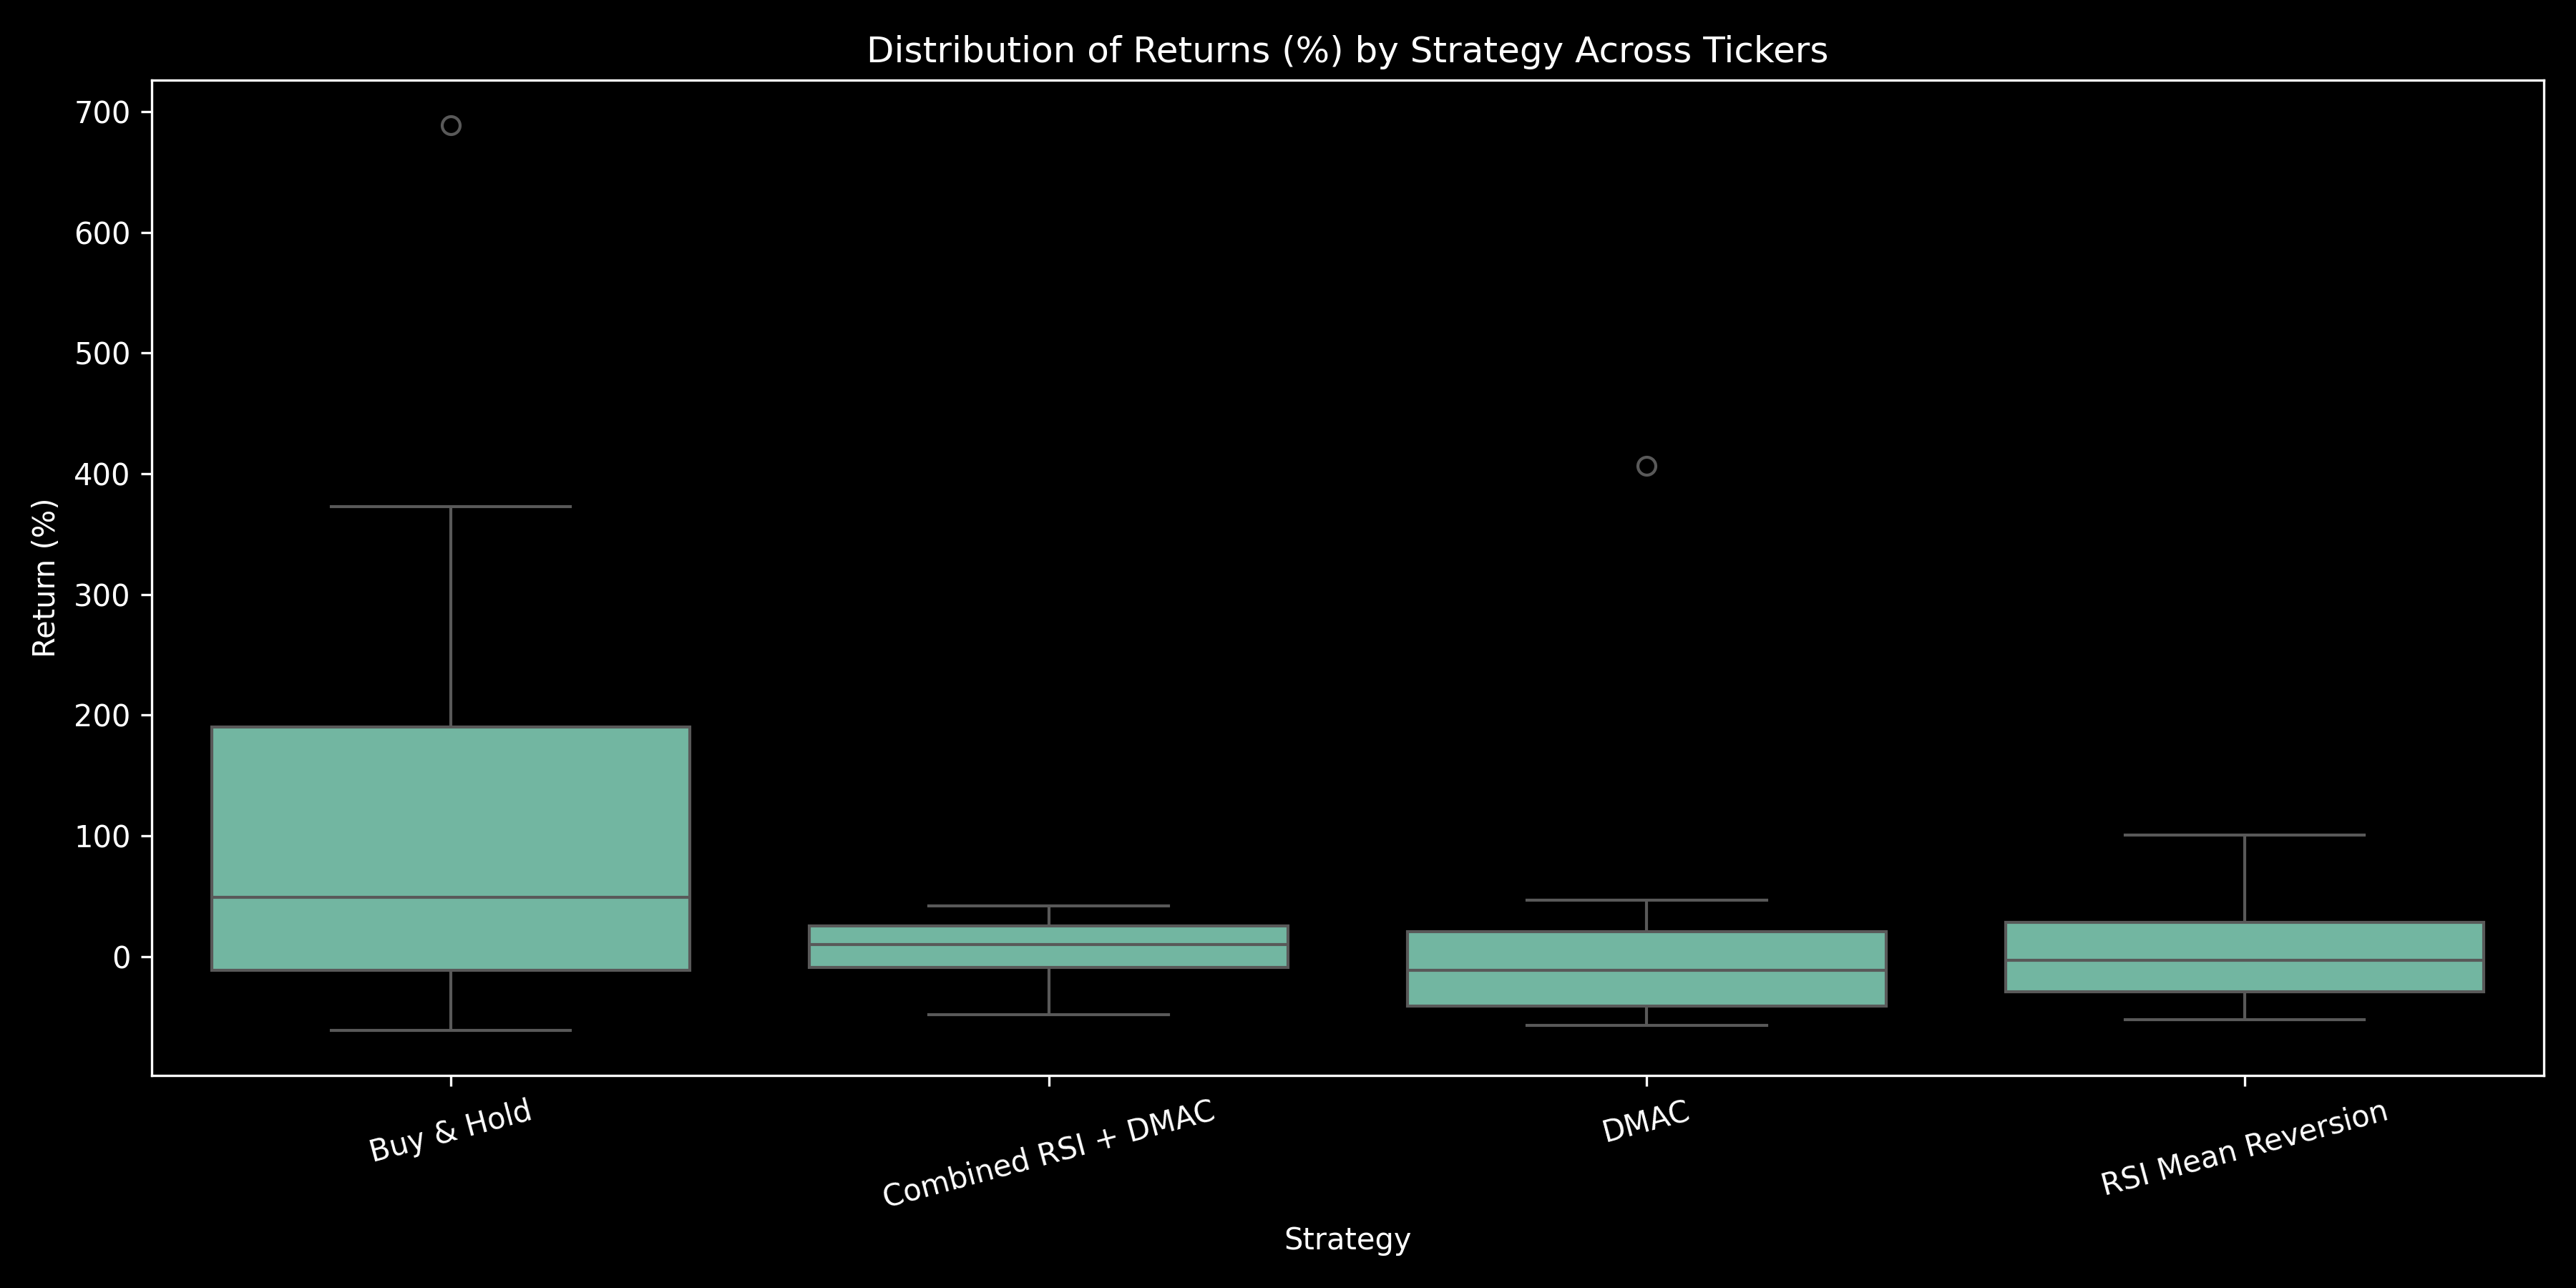 Distribution of Returns (%) by Strategy Across Tickers
Return (%)
700
600
500
400
300
200
100
0
Buy & Hold
Combined RSI + DMAC
DMAC
RSI Mean Reversion
Strategy